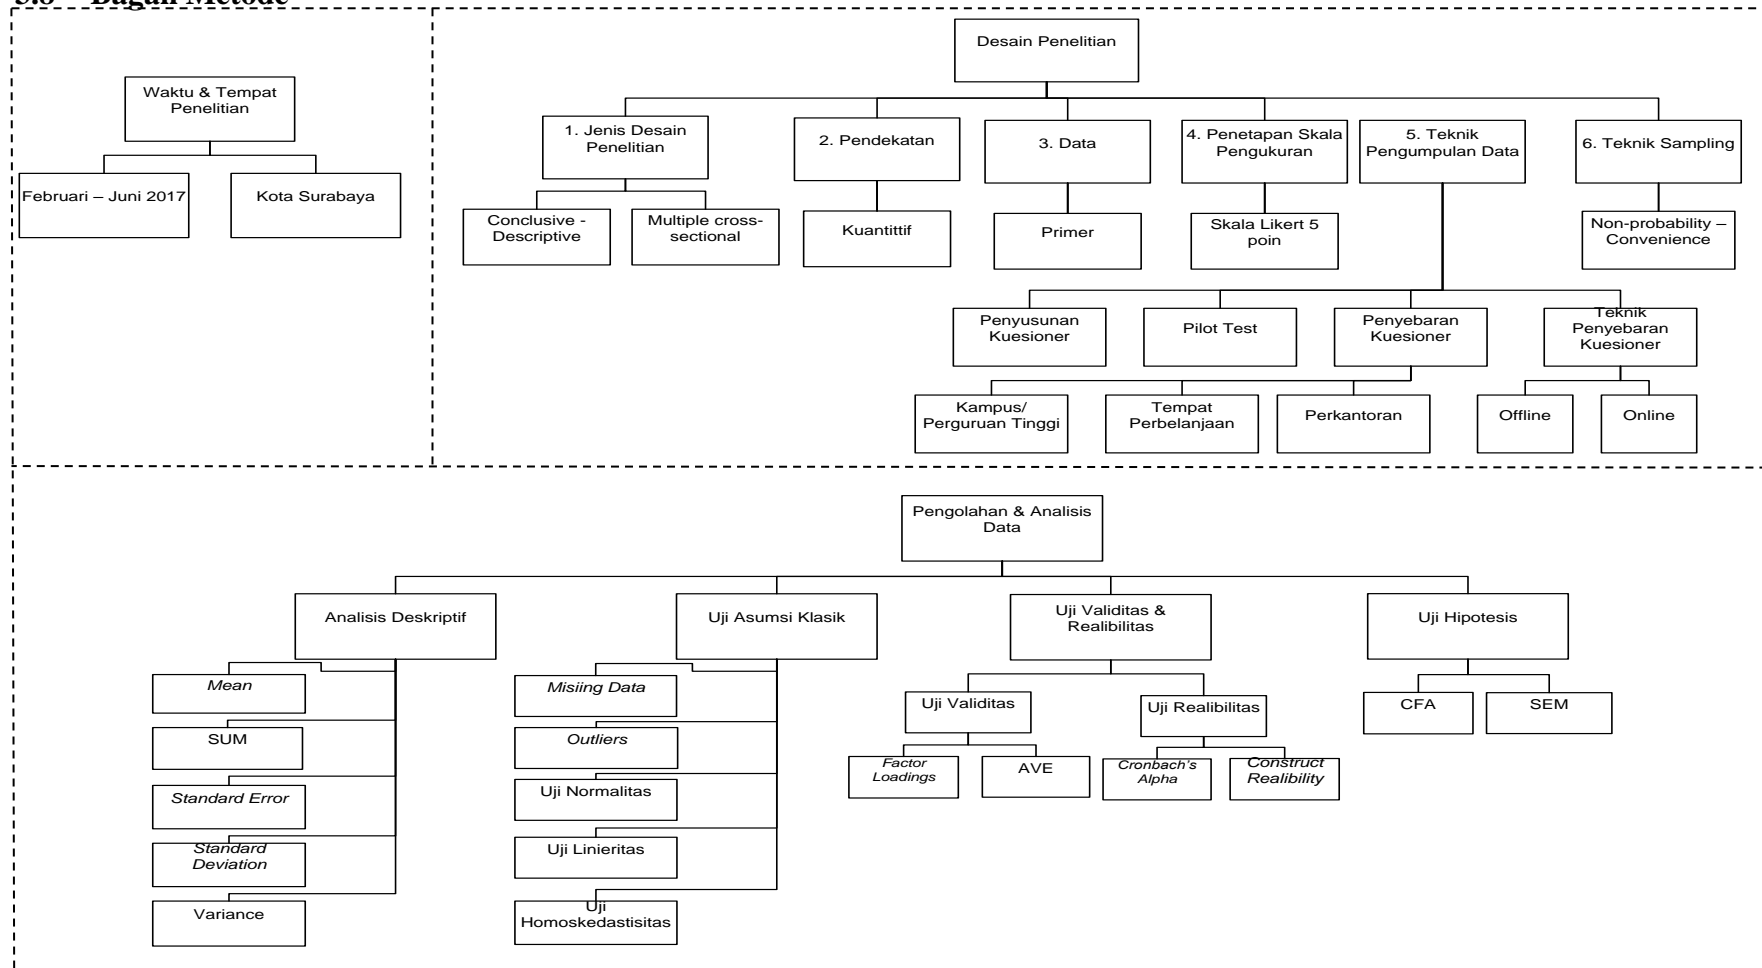 3.8 Bagan Metode
Waktu & Tempat
Penelitian
Februari – Juni 2017
Kota Surabaya
Desain Penelitian
1. Jenis Desain
Penelitian
2. Pendekatan
3. Data
4. Penetapan Skala
Pengukuran
5. Teknik
Pengumpulan Data
6. Teknik Sampling
Conclusive -
Descriptive
Multiple cross-
sectional
Kuantittif
Primer
Skala Likert 5
poin
Non-probability –
Convenience
Penyusunan
Kuesioner
Pilot Test
Penyebaran
Kuesioner
Teknik
Penyebaran
Kuesioner
Kampus/
Perguruan Tinggi
Tempat
Perbelanjaan
Perkantoran
Offline
Online
Pengolahan & Analisis
Data
Analisis Deskriptif
Uji Asumsi Klasik
Uji Validitas &
Realibilitas
Uji Hipotesis
Mean
SUM
Standard Error
Standard
Deviation
Variance
Misiing Data
Outliers
Uji Normalitas
Uji Linieritas
Uji
Homoskedastisitas
Uji Validitas
Uji Realibilitas
Factor
Loadings
AVE
Cronbach's
Alpha
Construct
Realibility
CFA
SEM